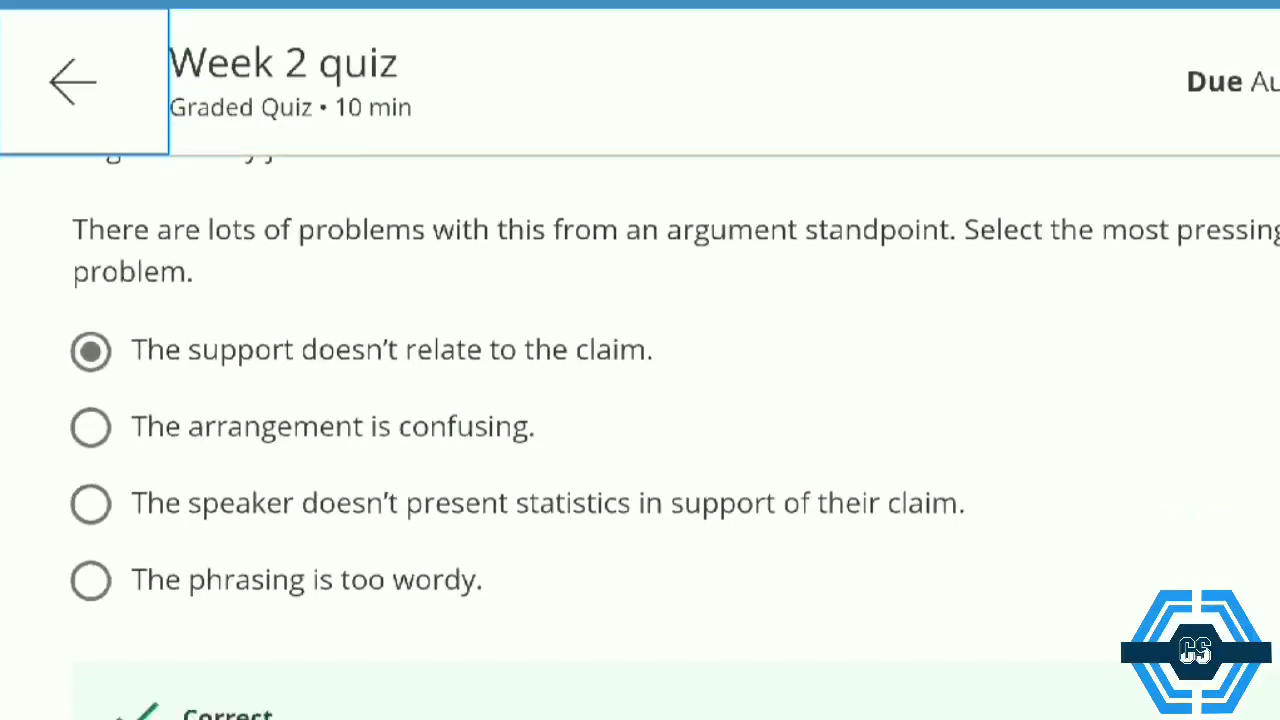 Week 2 quiz
Graded Quiz • 10 min
Due Au
There are lots of problems with this from an argument standpoint. Select the most pressing
problem.
The support doesn't relate to the claim.
The arrangement is confusing.
The speaker doesn't present statistics in support of their claim.
The phrasing is too wordy.
Correct
CS